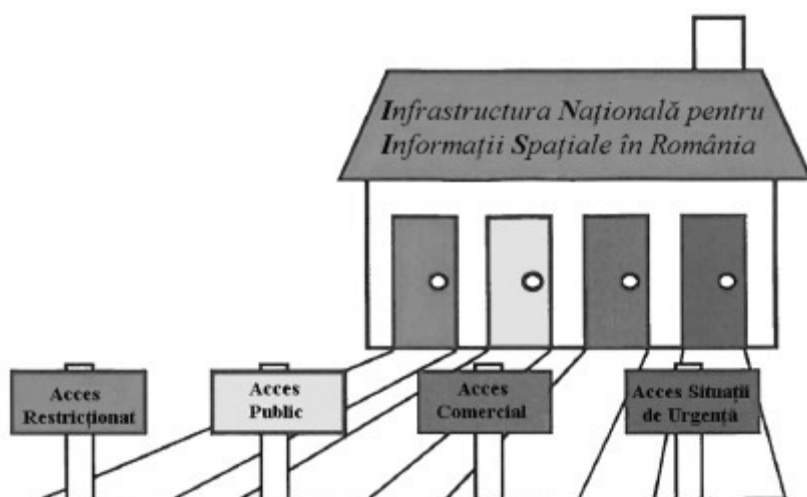 Infrastructura Națională pentru
Informații Spațiale în România
Acces
Restricționat
Acces
Public
Acces
Comercial
Acces Situații
de Urgență